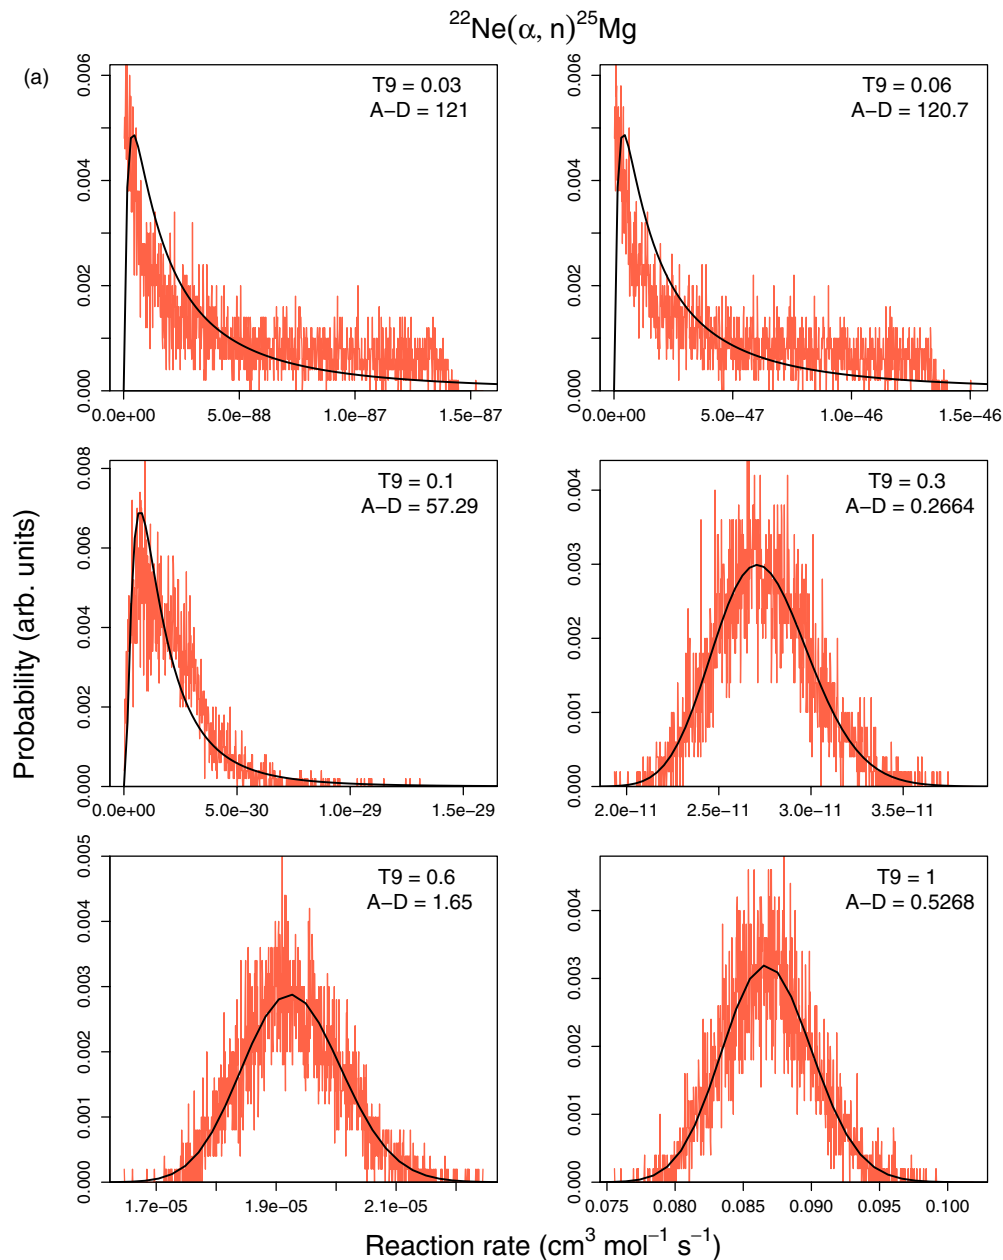 ²²Ne(α, n)²⁵Mg
(a)
T9 = 0.03
A−D = 121
0.000 0.002 0.004 0.006
0.0e+00 5.0e−88 1.0e−87 1.5e−87
T9 = 0.06
A−D = 120.7
0.000 0.002 0.004 0.006
0.0e+00 5.0e−47 1.0e−46 1.5e−46
T9 = 0.1
A−D = 57.29
0.000 0.002 0.004 0.006 0.008
0.0e+00 5.0e−30 1.0e−29 1.5e−29
T9 = 0.3
A−D = 0.2664
0.000 0.001 0.002 0.003 0.004
2.0e−11 2.5e−11 3.0e−11 3.5e−11
T9 = 0.6
A−D = 1.65
0.000 0.001 0.002 0.003 0.004 0.005
1.7e−05 1.9e−05 2.1e−05
T9 = 1
A−D = 0.5268
0.000 0.001 0.002 0.003 0.004
0.075 0.080 0.085 0.090 0.095 0.100
Probability (arb. units)
Reaction rate (cm³ mol⁻¹ s⁻¹)